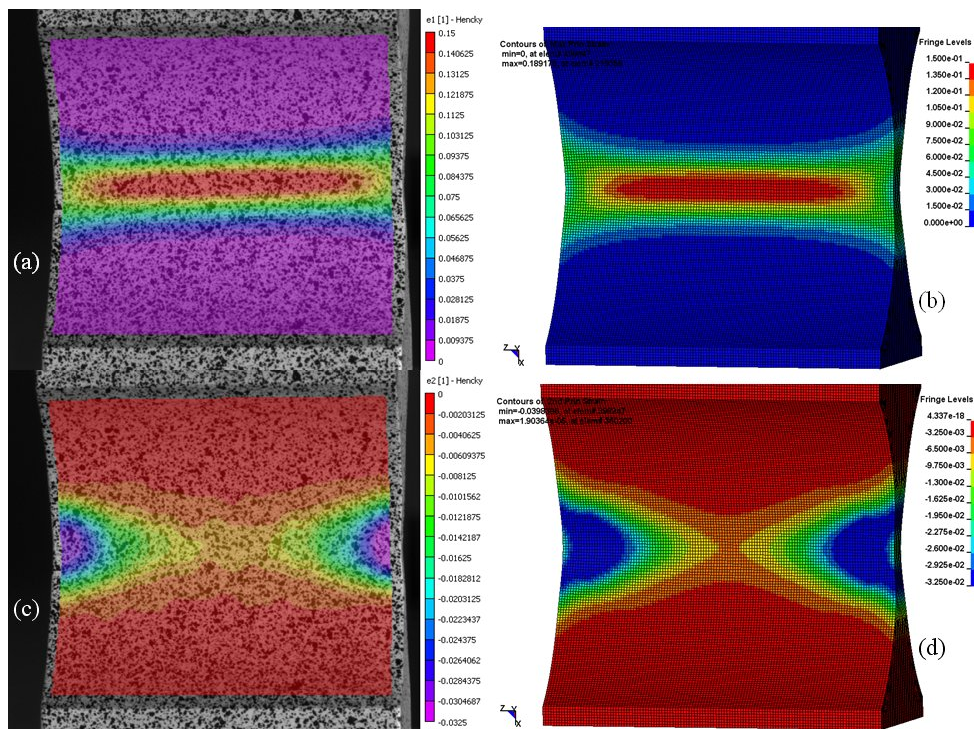 e1 [1] - Hencky
0.15
0.140625
0.13125
0.121875
0.1125
0.103125
0.09375
0.084375
0.075
0.065625
0.05625
0.046875
0.0375
0.028125
0.01875
0.009375
0
(a)
Contours of
min=0, at
max=0.18917
Fringe Levels
1.500e-01
1.350e-01
1.200e-01
1.050e-01
9.000e-02
7.500e-02
6.000e-02
4.500e-02
3.000e-02
1.500e-02
0.000e+00
(b)
Z Y
X
e2 [1] - Hencky
0
-0.00203125
-0.0040625
-0.00609375
-0.008125
-0.0101562
-0.0121875
-0.0142187
-0.01625
-0.0182812
-0.0203125
-0.0223437
-0.024375
-0.0264062
-0.0284375
-0.0304687
-0.0325
(c)
Contours of
at
at
Fringe Levels
4.337e-18
-3.250e-03
-6.500e-03
-9.750e-03
-1.300e-02
-1.625e-02
-1.950e-02
-2.275e-02
-2.600e-02
-2.925e-02
-3.250e-02
(d)
Z Y
X